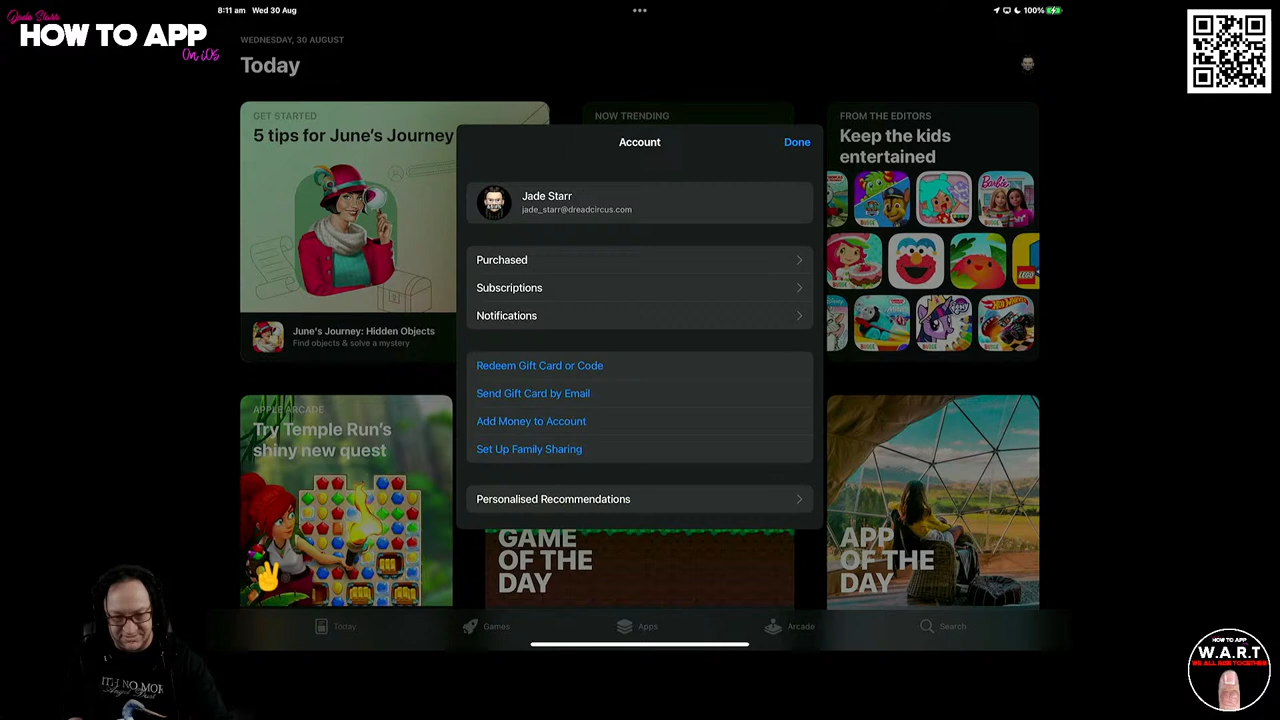 Jade Starr
HOW TO APP
On iOS
8:11 am Wed 30 Aug
100%
WEDNESDAY, 30 AUGUST
Today
GET STARTED
5 tips for June's Journey
June's Journey: Hidden Objects
Find objects & solve a mystery
NOW TRENDING
FROM THE EDITORS
Keep the kids
entertained
Barbie
LEGO
Account
Done
Jade Starr
jade_starr@dreadcircus.com
Purchased
Subscriptions
Notifications
Redeem Gift Card or Code
Send Gift Card by Email
Add Money to Account
Set Up Family Sharing
Personalised Recommendations
APPLE ARCADE
Try Temple Run's
shiny new quest
GAME
OF THE
DAY
APP
OF THE
DAY
Today
Games
Apps
Arcade
Search
HOW TO APP
W.A.R.T
WE ALL RISE TOGETHER